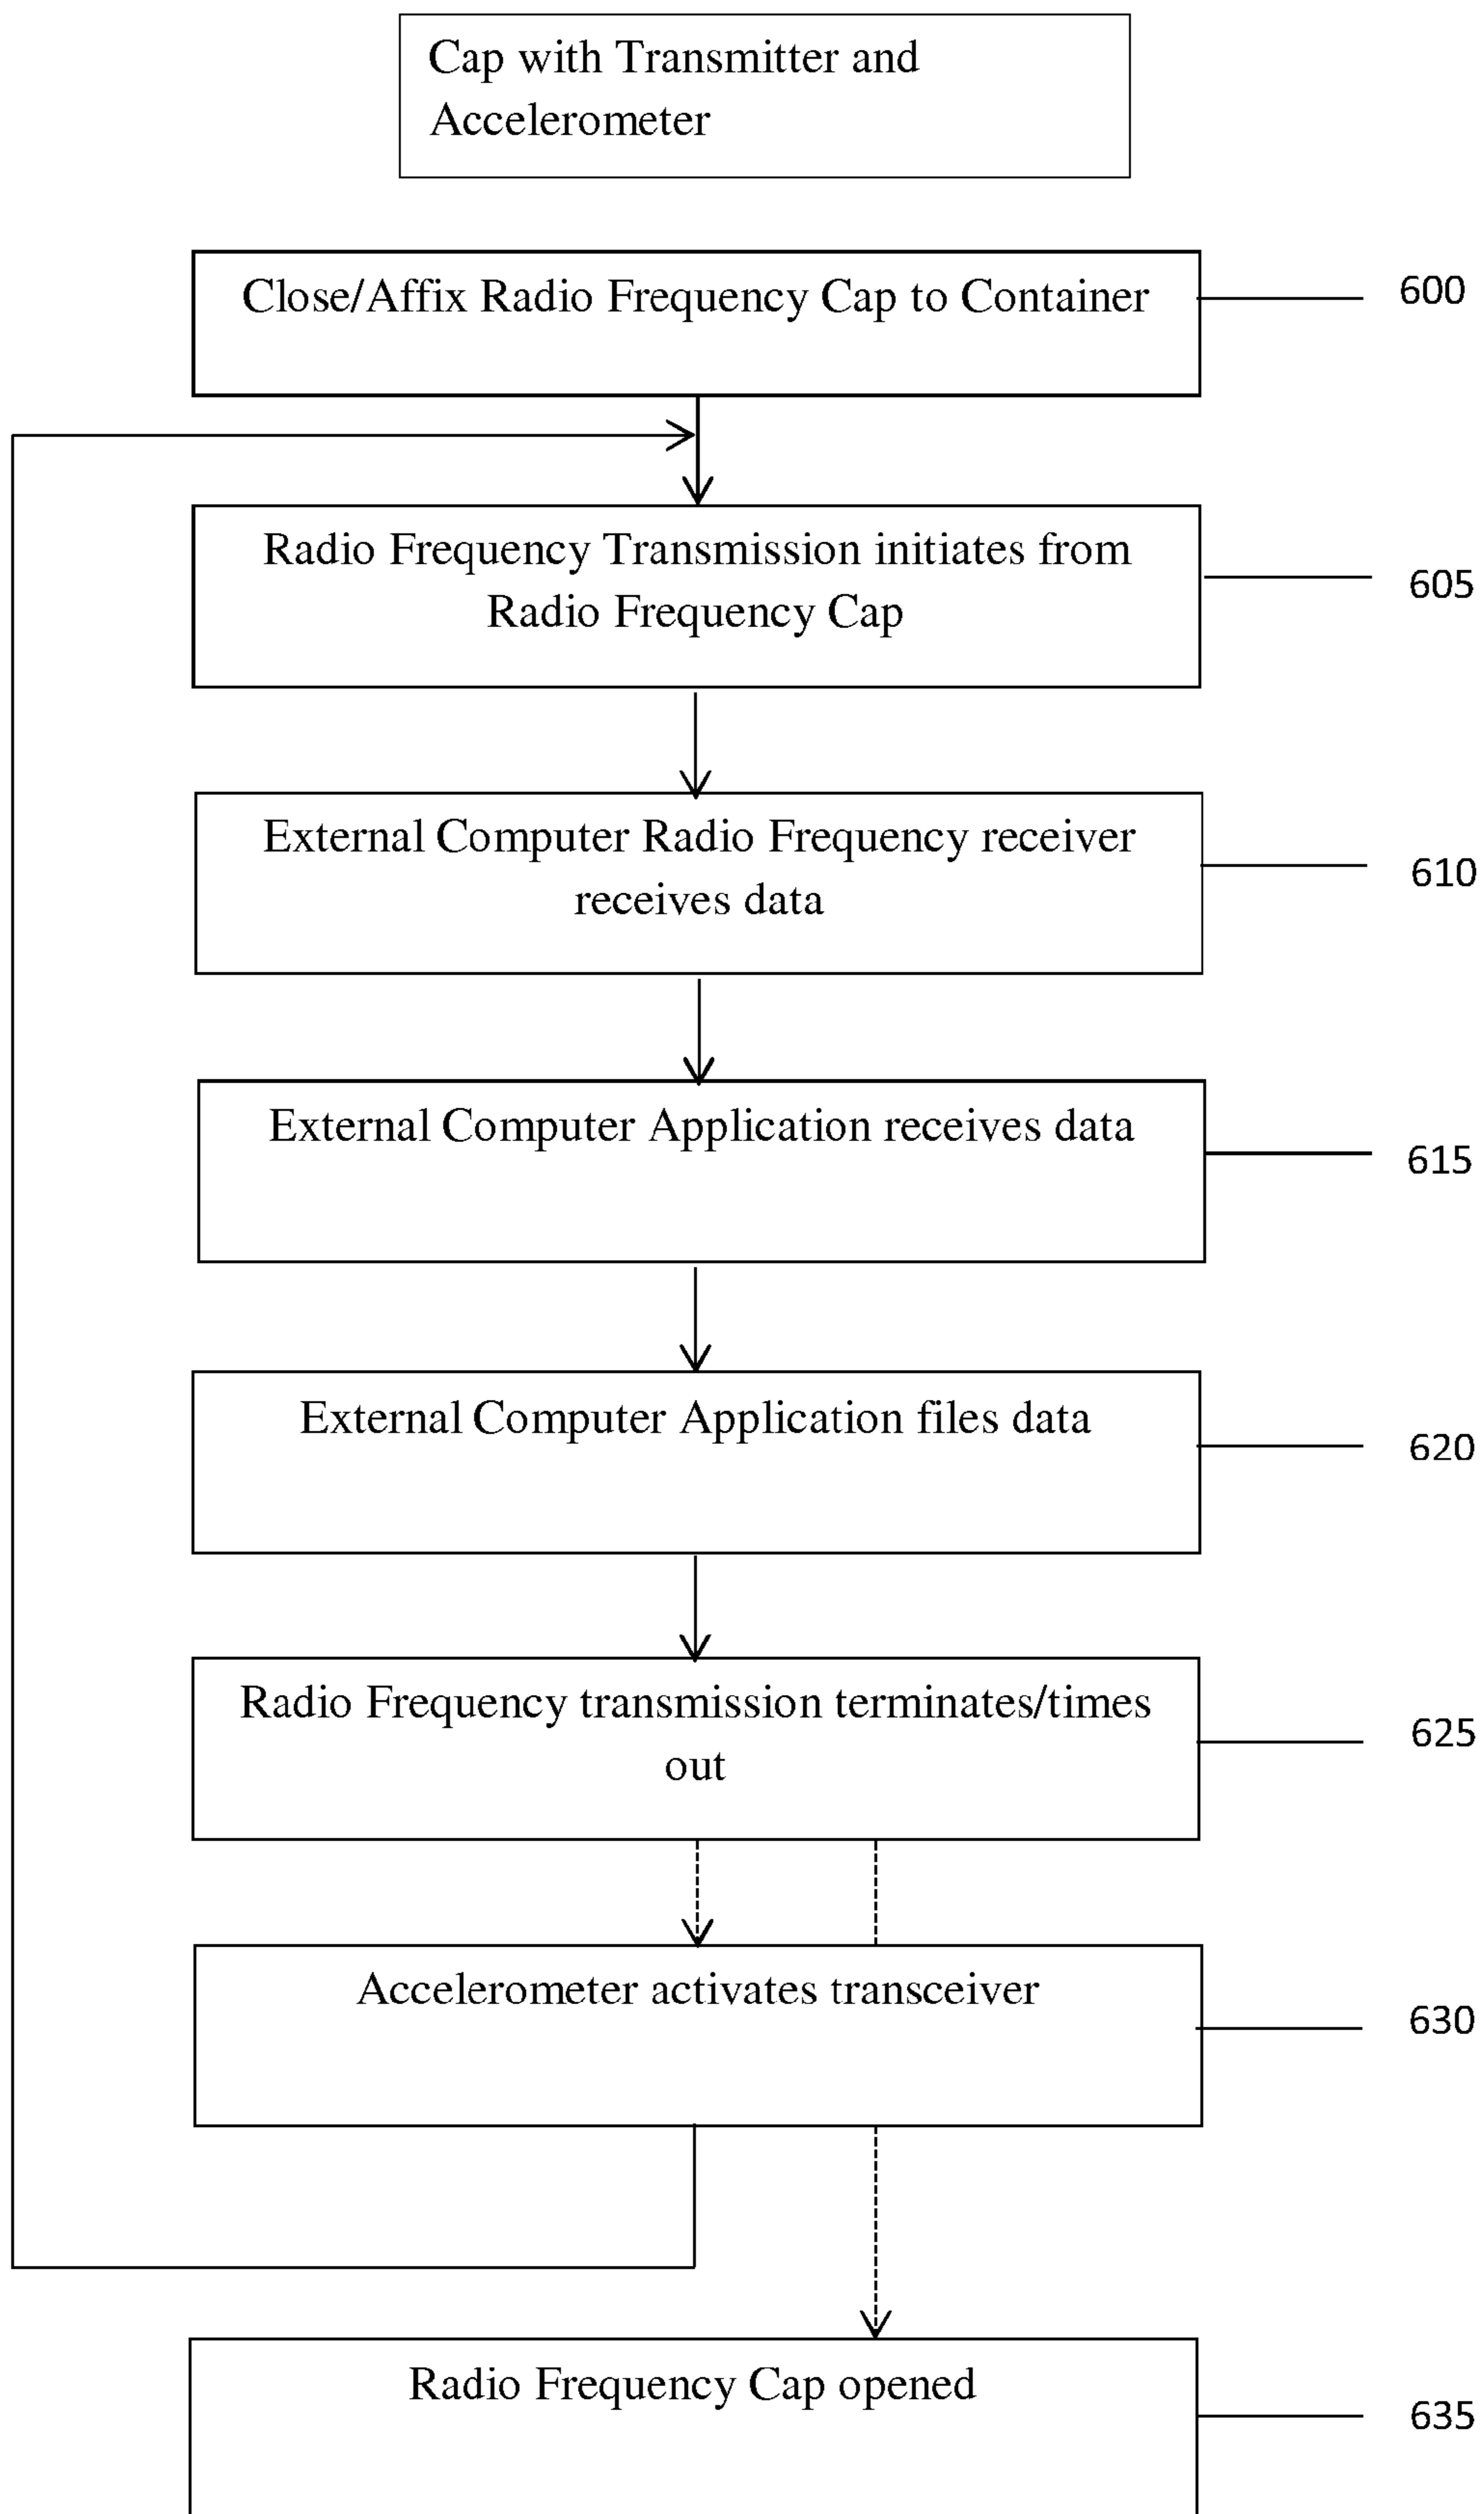 Cap with Transmitter and
Accelerometer
Close/Affix Radio Frequency Cap to Container
600
Radio Frequency Transmission initiates from
Radio Frequency Cap
605
External Computer Radio Frequency receiver
receives data
610
External Computer Application receives data
615
External Computer Application files data
620
Radio Frequency transmission terminates/times
out
625
Accelerometer activates transceiver
630
Radio Frequency Cap opened
635